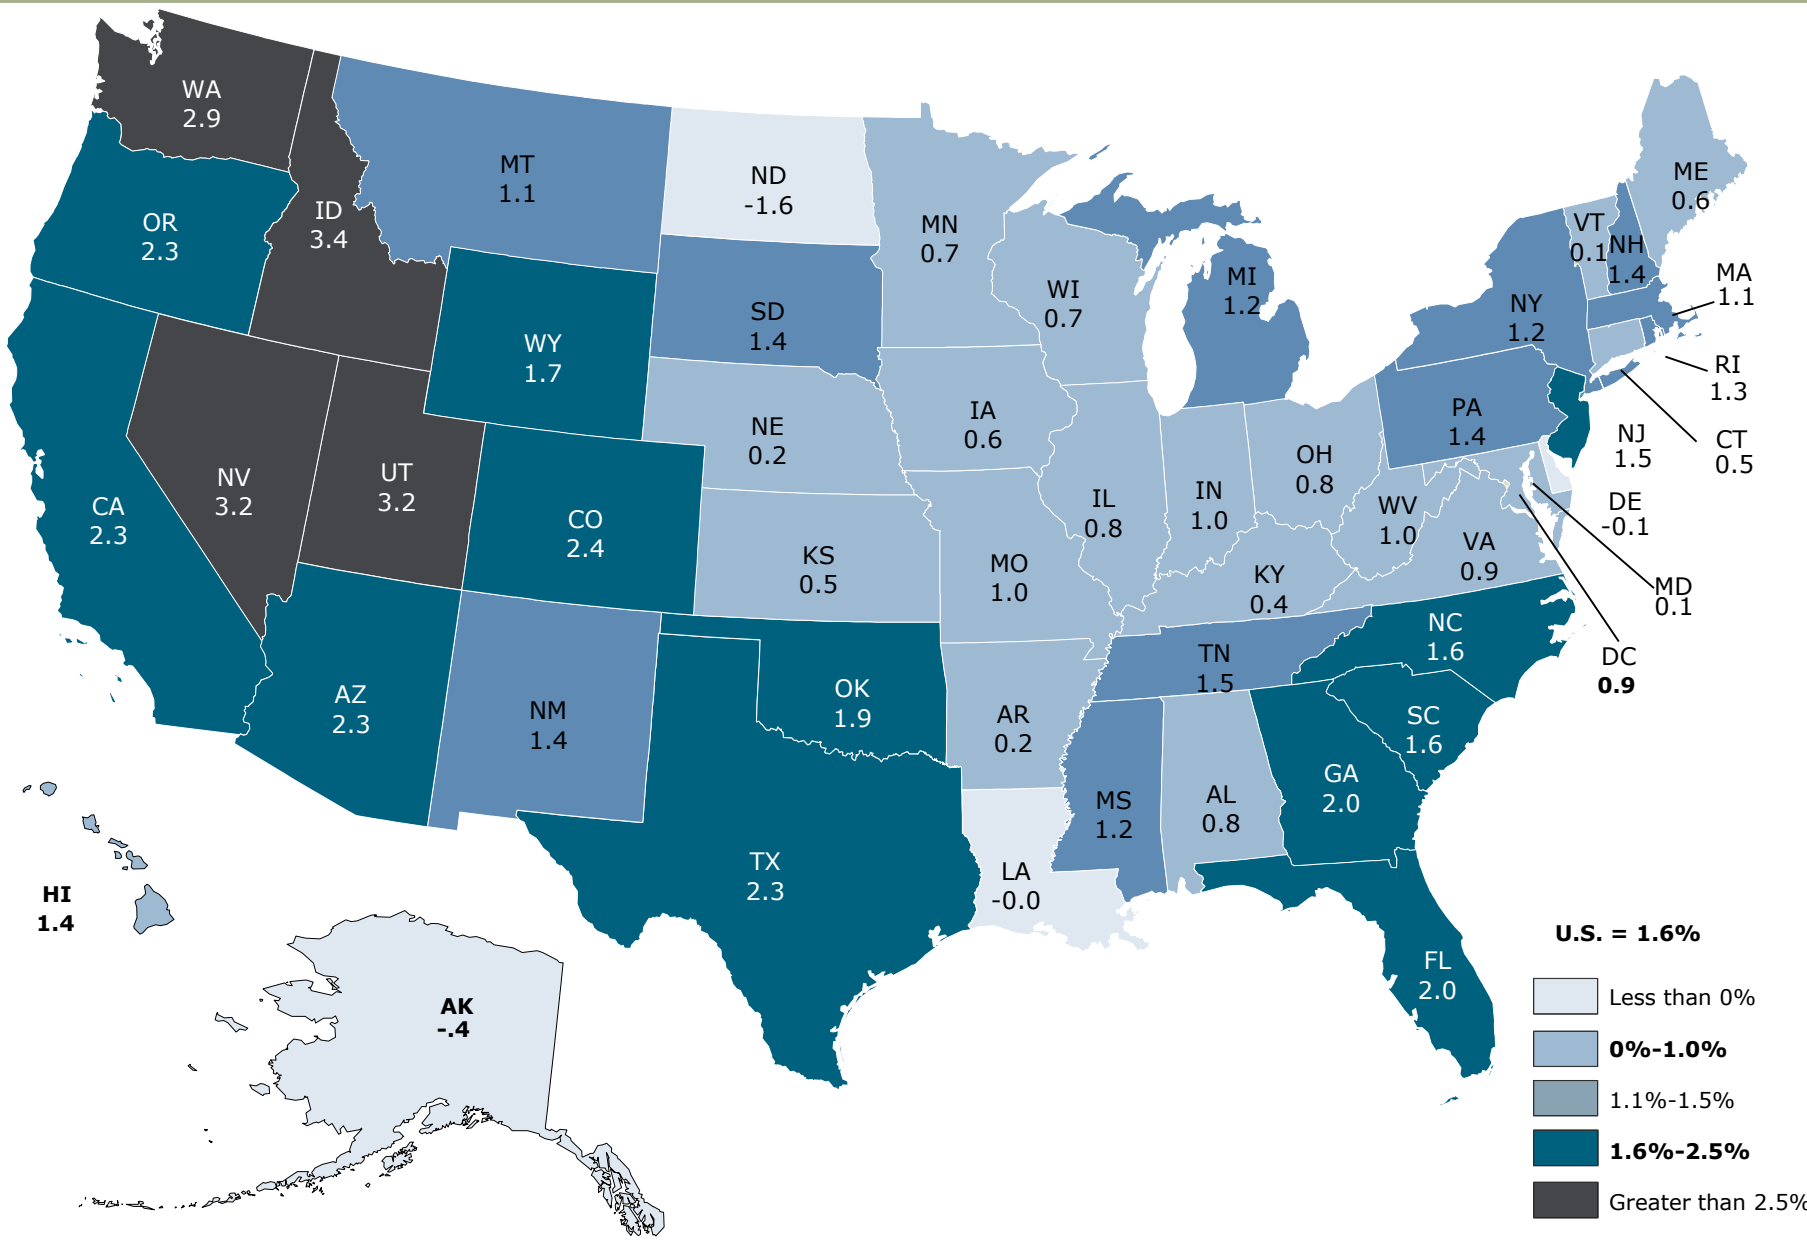 WA
2.9
MT
1.1
ND
-1.6
OR
2.3
ID
3.4
MN
0.7
ME
0.6
VT
0.1
NH
1.4
MA
1.1
WI
0.7
MI
1.2
NY
1.2
SD
1.4
WY
1.7
RI
1.3
NE
0.2
IA
0.6
PA
1.4
NJ
1.5
CT
0.5
NV
3.2
UT
3.2
CA
2.3
CO
2.4
IL
0.8
IN
1.0
OH
0.8
WV
1.0
DE
-0.1
VA
0.9
KS
0.5
MO
1.0
KY
0.4
MD
0.1
NC
1.6
DC
0.9
TN
1.5
AZ
2.3
NM
1.4
OK
1.9
AR
0.2
SC
1.6
GA
2.0
MS
1.2
AL
0.8
TX
2.3
LA
-0.0
HI
1.4
FL
2.0
AK
-.4
U.S. = 1.6%
Less than 0%
0%-1.0%
1.1%-1.5%
1.6%-2.5%
Greater than 2.5%